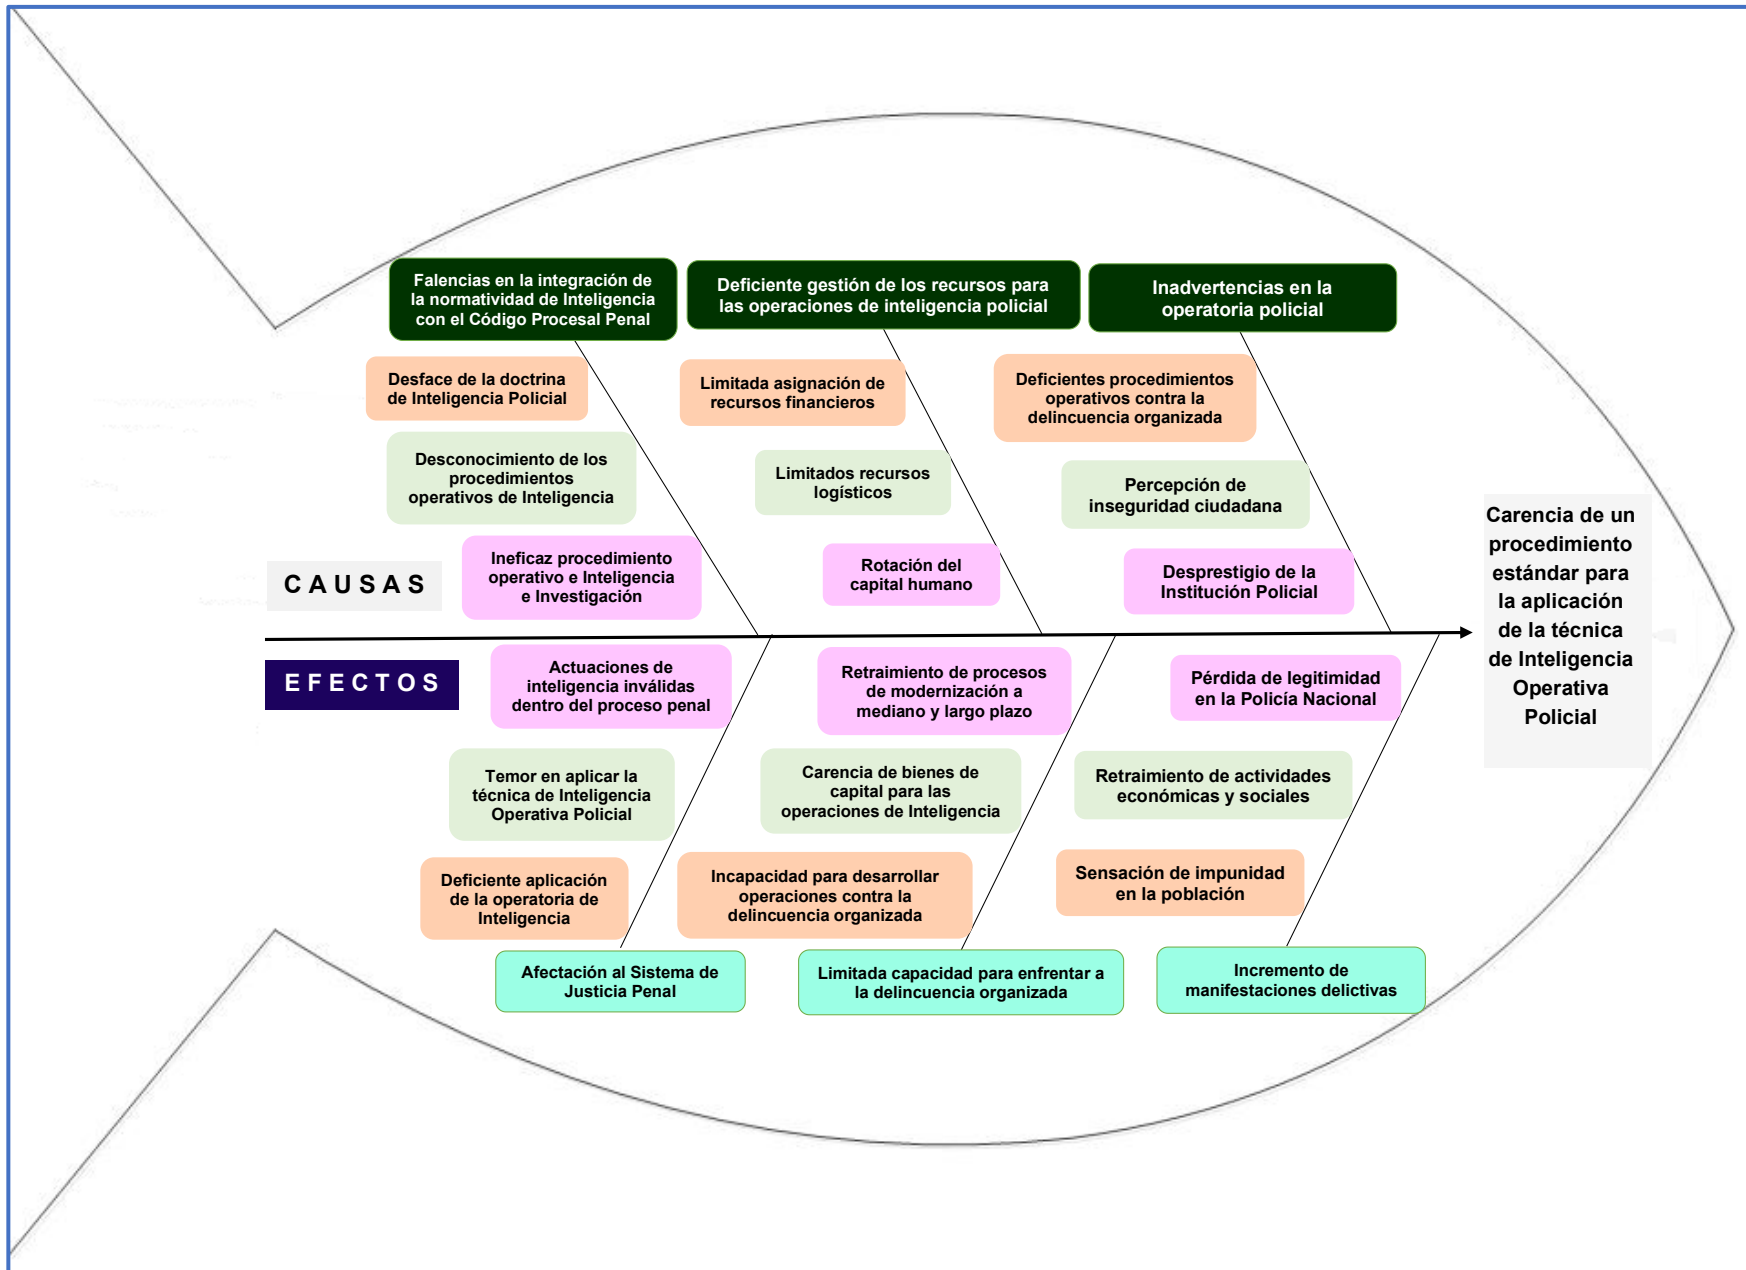 Falencias en la integración de
la normatividad de Inteligencia
con el Código Procesal Penal
Deficiente gestión de los recursos para
las operaciones de inteligencia policial
Inadvertencias en la
operatoria policial
Desface de la doctrina
de Inteligencia Policial
Limitada asignación de
recursos financieros
Deficientes procedimientos
operativos contra la
delincuencia organizada
Desconocimiento de los
procedimientos
operativos de Inteligencia
Limitados recursos
logísticos
Percepción de
inseguridad ciudadana
Ineficaz procedimiento
operativo e Inteligencia
e Investigación
Rotación del
capital humano
Desprestigio de la
Institución Policial
CAUSAS
Carencia de un
procedimiento
estándar para
la aplicación
de la técnica
de Inteligencia
Operativa
Policial
EFECTOS
Actuaciones de
inteligencia inválidas
dentro del proceso penal
Retraimiento de procesos
de modernización a
mediano y largo plazo
Pérdida de legitimidad
en la Policía Nacional
Temor en aplicar la
técnica de Inteligencia
Operativa Policial
Carencia de bienes de
capital para las
operaciones de Inteligencia
Retraimiento de actividades
económicas y sociales
Deficiente aplicación
de la operatoria de
Inteligencia
Incapacidad para desarrollar
operaciones contra la
delincuencia organizada
Sensación de impunidad
en la población
Afectación al Sistema de
Justicia Penal
Limitada capacidad para enfrentar a
la delincuencia organizada
Incremento de
manifestaciones delictivas